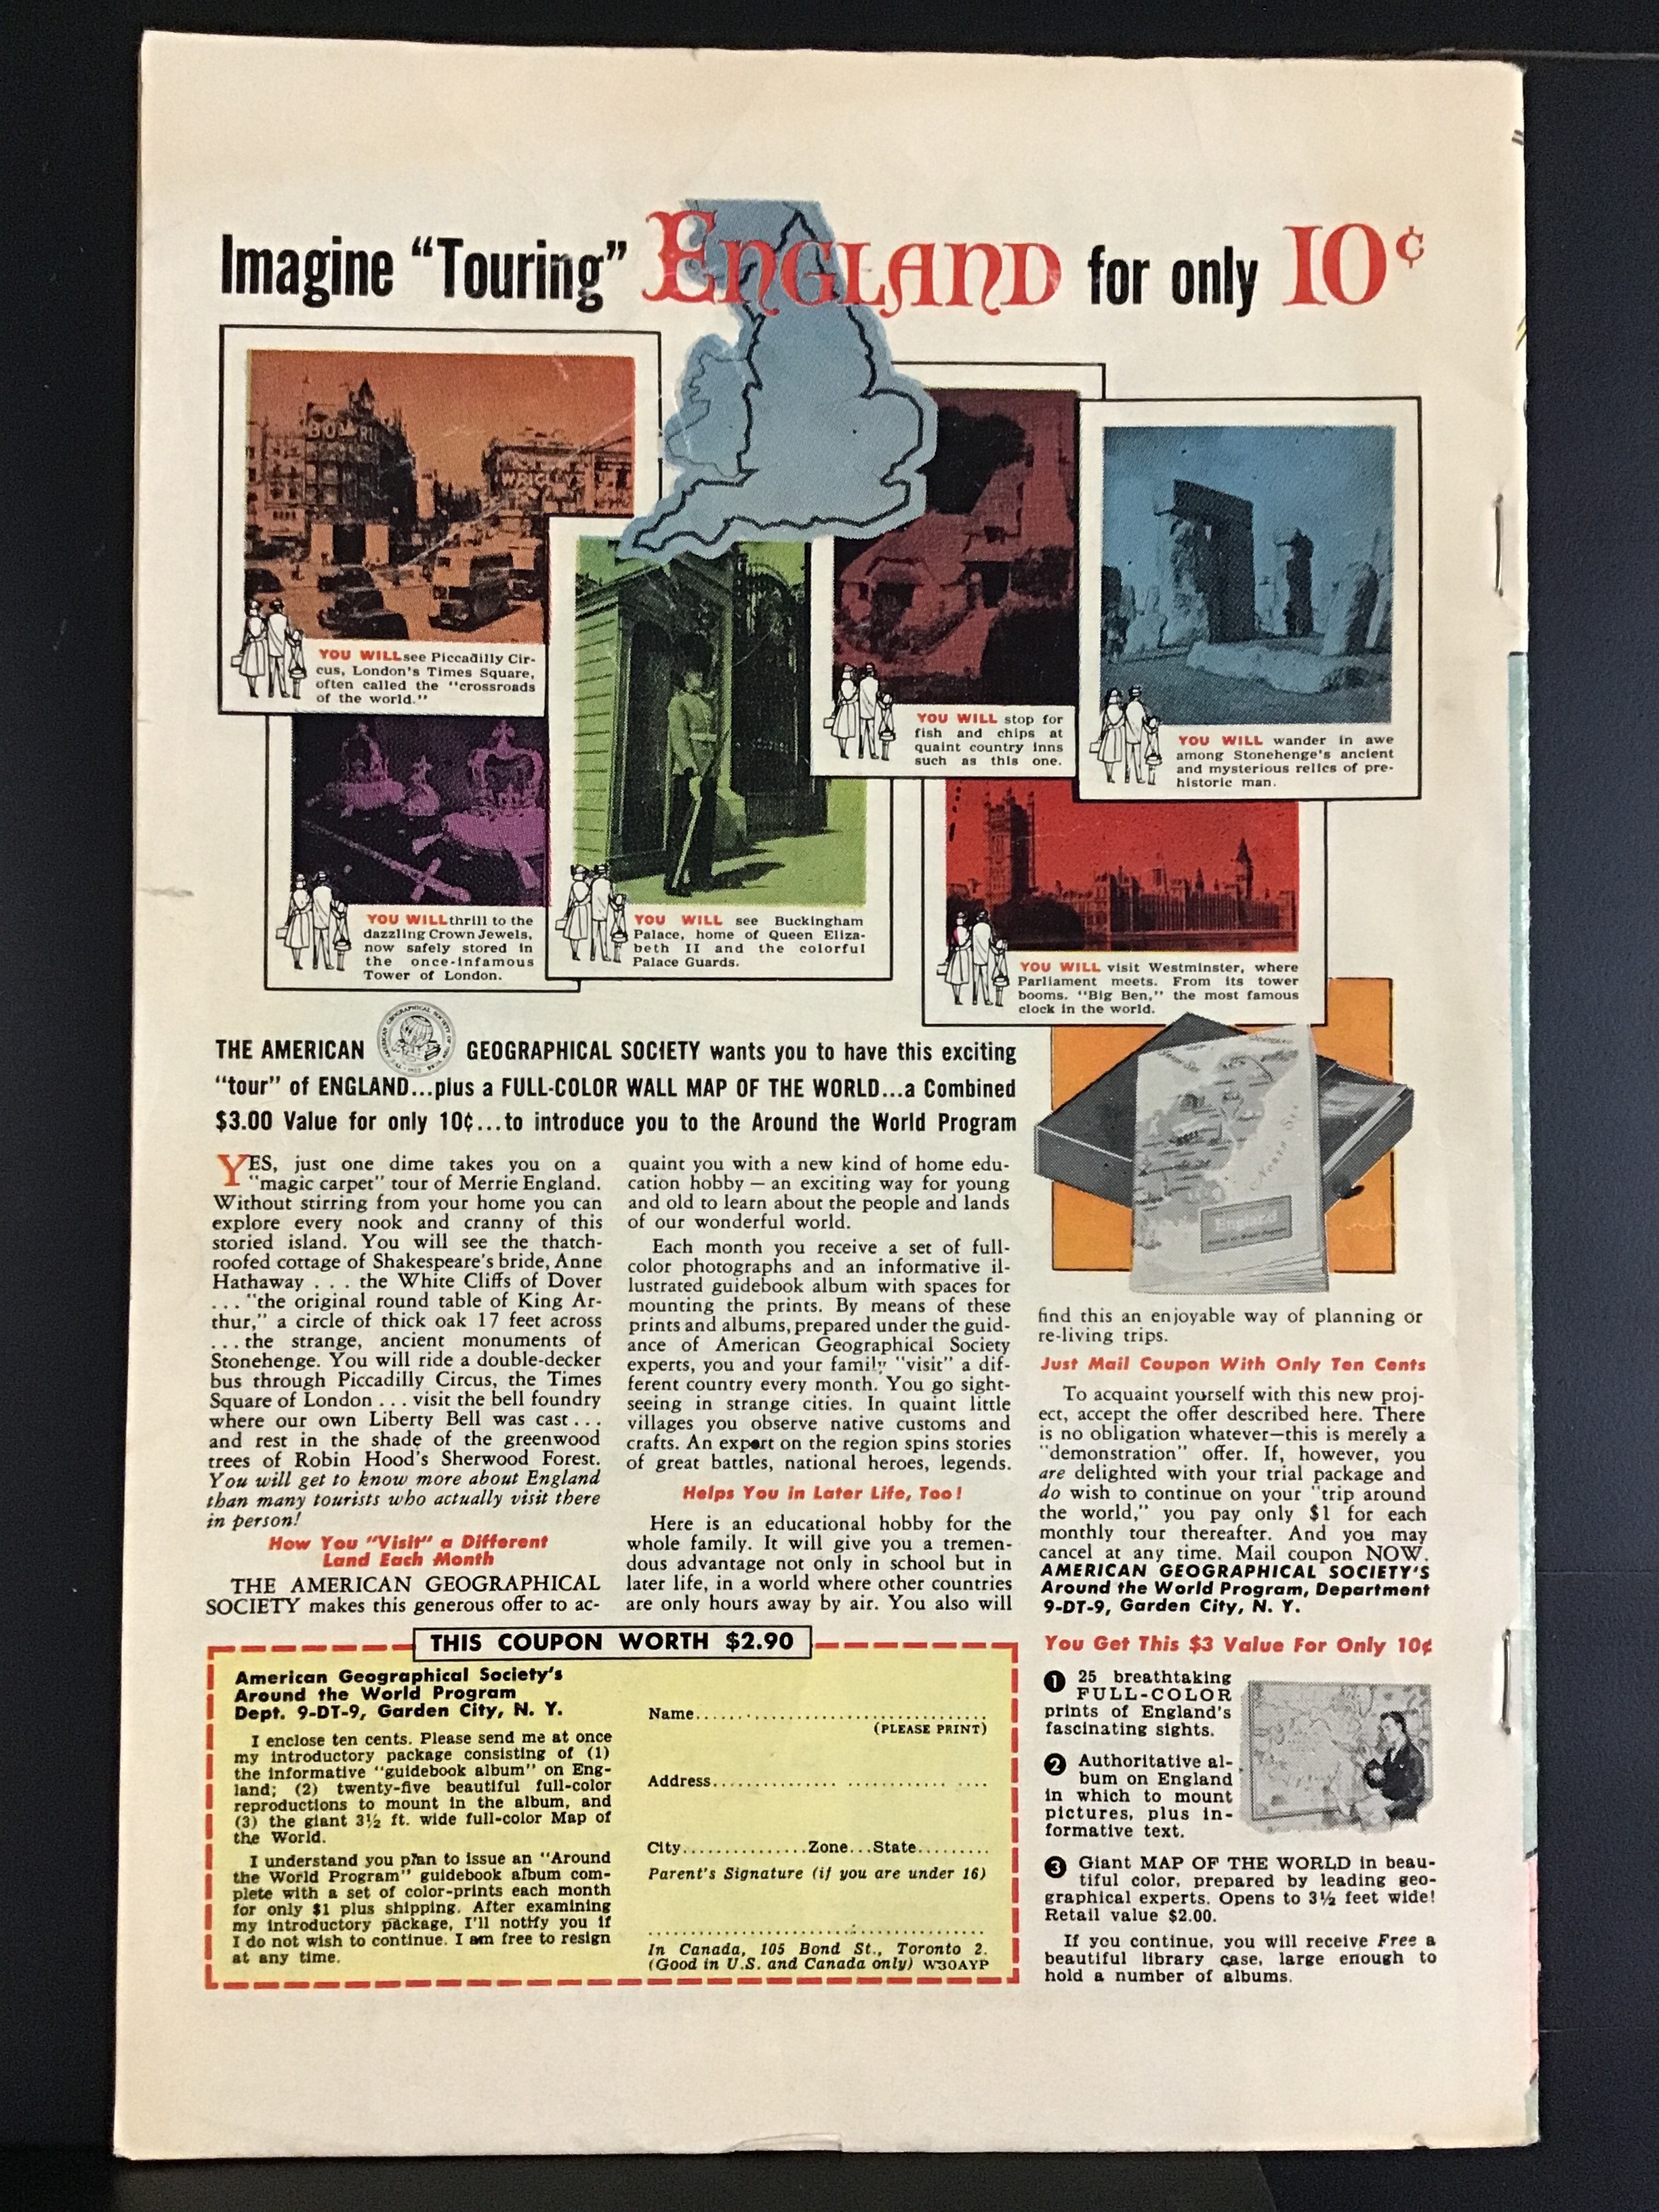 Imagine “Touring” ENGLAND for only 10¢
BOVRIL
WRIGLEY'S
YOU WILL see Piccadilly Cir-
cus, London's Times Square,
often called the “crossroads
of the world.”
YOU WILL thrill to the
dazzling Crown Jewels,
now safely stored in
the once-infamous
Tower of London.
YOU WILL see Buckingham
Palace, home of Queen Eliza-
beth II and the colorful
Palace Guards.
YOU WILL stop for
fish and chips at
quaint country inns
such as this one.
YOU WILL wander in awe
among Stonehenge's ancient
and mysterious relics of pre-
historic man.
YOU WILL visit Westminster, where
Parliament meets. From its tower
booms, “Big Ben,” the most famous
clock in the world.
THE AMERICAN GEOGRAPHICAL SOCIETY wants you to have this exciting
“tour” of ENGLAND...plus a FULL-COLOR WALL MAP OF THE WORLD...a Combined
$3.00 Value for only 10¢...to introduce you to the Around the World Program
YES, just one dime takes you on a
“magic carpet” tour of Merrie England.
Without stirring from your home you can
explore every nook and cranny of this
storied island. You will see the thatch-
roofed cottage of Shakespeare's bride, Anne
Hathaway . . . the White Cliffs of Dover
. . . “the original round table of King Ar-
thur,” a circle of thick oak 17 feet across
. . . the strange, ancient monuments of
Stonehenge. You will ride a double-decker
bus through Piccadilly Circus, the Times
Square of London . . . visit the bell foundry
where our own Liberty Bell was cast . . .
and rest in the shade of the greenwood
trees of Robin Hood's Sherwood Forest.
You will get to know more about England
than many tourists who actually visit there
in person!
How You “Visit” a Different
Land Each Month
THE AMERICAN GEOGRAPHICAL
SOCIETY makes this generous offer to ac-
quaint you with a new kind of home edu-
cation hobby — an exciting way for young
and old to learn about the people and lands
of our wonderful world.
Each month you receive a set of full-
color photographs and an informative il-
lustrated guidebook album with spaces for
mounting the prints. By means of these
prints and albums, prepared under the guid-
ance of American Geographical Society
experts, you and your family “visit” a dif-
ferent country every month. You go sight-
seeing in strange cities. In quaint little
villages you observe native customs and
crafts. An expert on the region spins stories
of great battles, national heroes, legends.
Helps You in Later Life, Too!
Here is an educational hobby for the
whole family. It will give you a tremen-
dous advantage not only in school but in
later life, in a world where other countries
are only hours away by air. You also will
North Sea
England
find this an enjoyable way of planning or
re-living trips.
Just Mail Coupon With Only Ten Cents
To acquaint yourself with this new proj-
ect, accept the offer described here. There
is no obligation whatever—this is merely a
“demonstration” offer. If, however, you
are delighted with your trial package and
do wish to continue on your “trip around
the world,” you pay only $1 for each
monthly tour thereafter. And you may
cancel at any time. Mail coupon NOW.
AMERICAN GEOGRAPHICAL SOCIETY'S
Around the World Program, Department
9-DT-9, Garden City, N. Y.
THIS COUPON WORTH $2.90
American Geographical Society's
Around the World Program
Dept. 9-DT-9, Garden City, N. Y.
I enclose ten cents. Please send me at once
my introductory package consisting of (1)
the informative “guidebook album” on Eng-
land; (2) twenty-five beautiful full-color
reproductions to mount in the album, and
(3) the giant 3½ ft. wide full-color Map of
the World.
I understand you plan to issue an “Around
the World Program” guidebook album com-
plete with a set of color-prints each month
for only $1 plus shipping. After examining
my introductory package, I'll notify you if
I do not wish to continue. I am free to resign
at any time.
Name..............................
(PLEASE PRINT)
Address..............................
City...............Zone...State.........
Parent's Signature (if you are under 16)
........................................
In Canada, 105 Bond St., Toronto 2.
(Good in U.S. and Canada only) W30AYP
You Get This $3 Value For Only 10¢
1 25 breathtaking
FULL-COLOR
prints of England's
fascinating sights.
2 Authoritative al-
bum on England
in which to mount
pictures, plus in-
formative text.
3 Giant MAP OF THE WORLD in beau-
tiful color, prepared by leading geo-
graphical experts. Opens to 3½ feet wide!
Retail value $2.00.
If you continue, you will receive Free a
beautiful library case, large enough to
hold a number of albums.